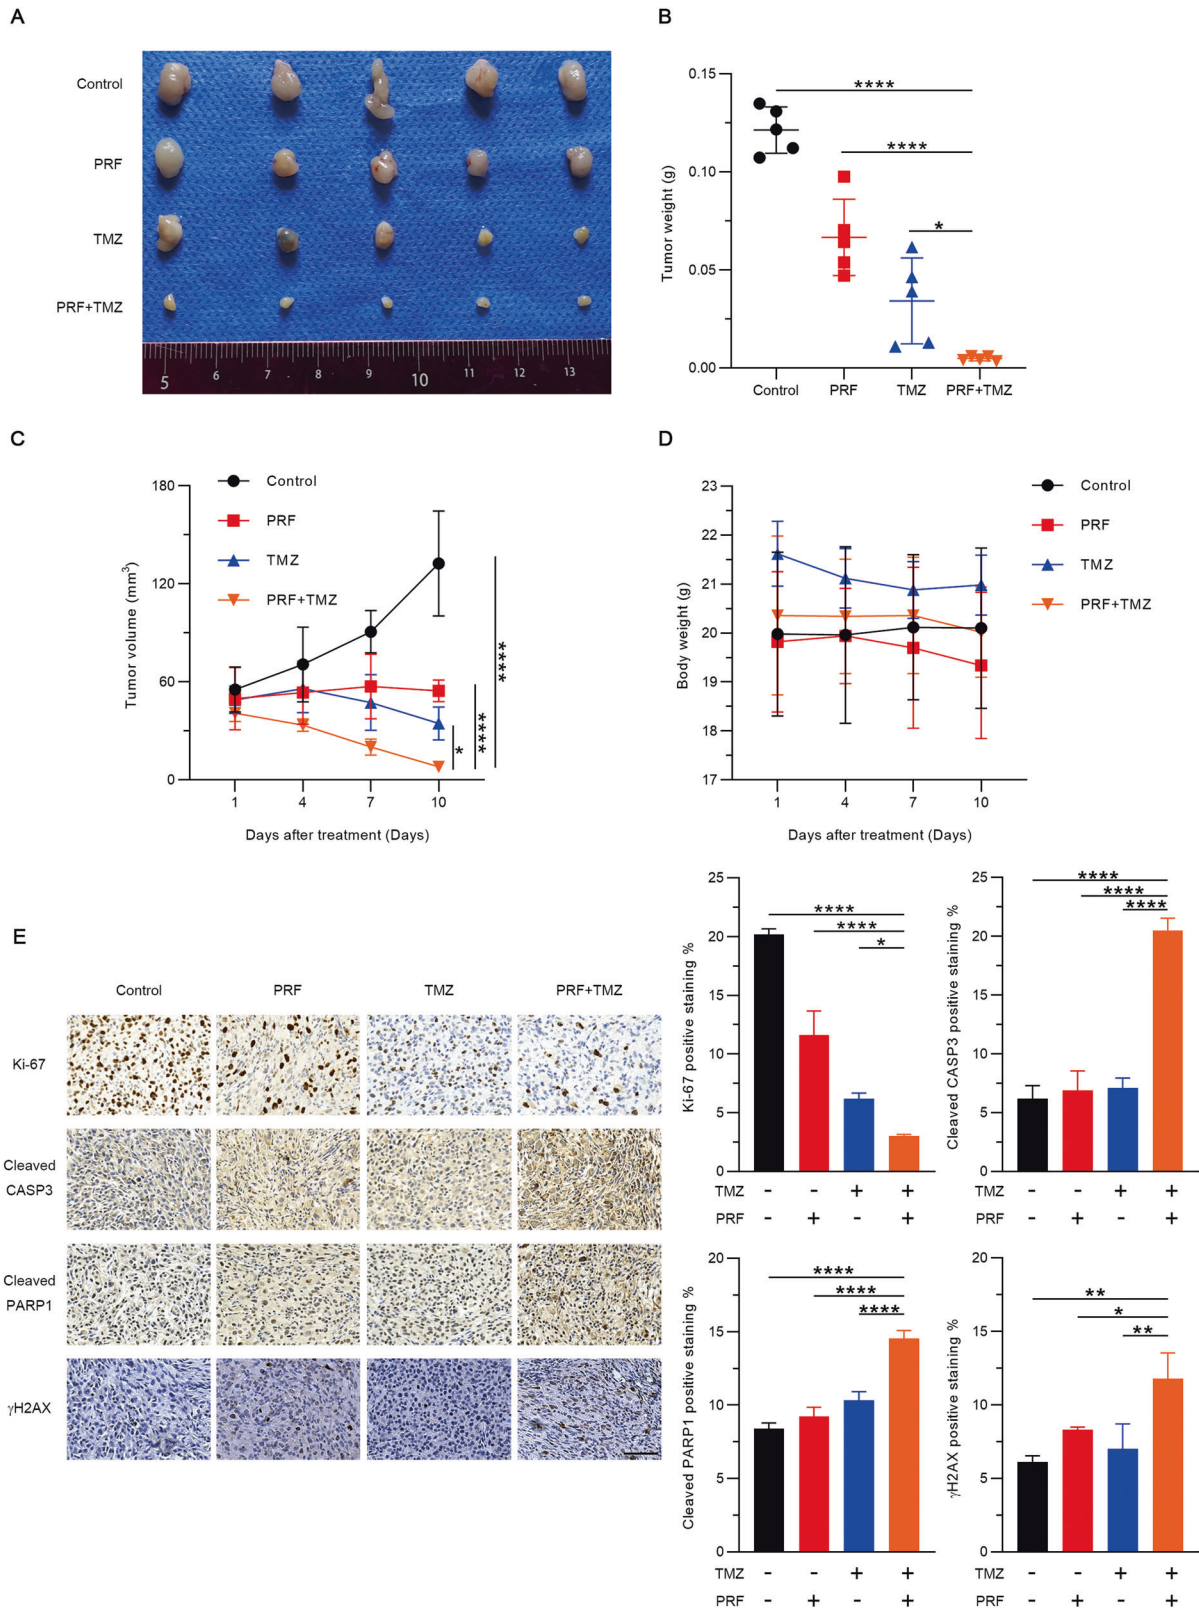 A
Control
PRF
TMZ
PRF+TMZ
5 6 7 8 9 10 11 12 13
B
Tumor weight (g)
0.15
0.10
0.05
0.00
****
****
*
Control PRF TMZ PRF+TMZ
C
Tumor volume (mm³)
180
120
60
0
Control
PRF
TMZ
PRF+TMZ
*
****
****
1 4 7 10
Days after treatment (Days)
D
Body weight (g)
23
22
21
20
19
18
17
Control
PRF
TMZ
PRF+TMZ
1 4 7 10
Days after treatment (Days)
E
Control PRF TMZ PRF+TMZ
Ki-67
Cleaved
CASP3
Cleaved
PARP1
γH2AX
Ki-67 positive staining %
25
20
15
10
5
0
****
****
*
TMZ - - + +
PRF - + - +
Cleaved CASP3 positive staining %
25
20
15
10
5
0
****
****
****
TMZ - - + +
PRF - + - +
Cleaved PARP1 positive staining %
20
15
10
5
0
****
****
****
TMZ - - + +
PRF - + - +
γH2AX positive staining %
20
15
10
5
0
**
*
**
TMZ - - + +
PRF - + - +